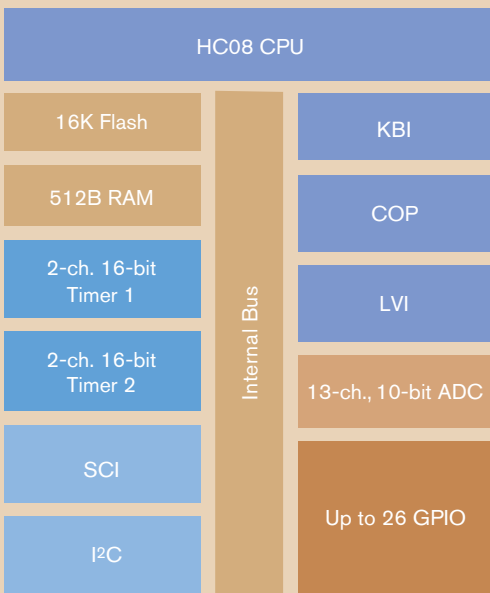 HC08 CPU
16K Flash
512B RAM
2-ch. 16-bit
Timer 1
2-ch. 16-bit
Timer 2
SCI
I²C
Internal Bus
KBI
COP
LVI
13-ch., 10-bit ADC
Up to 26 GPIO